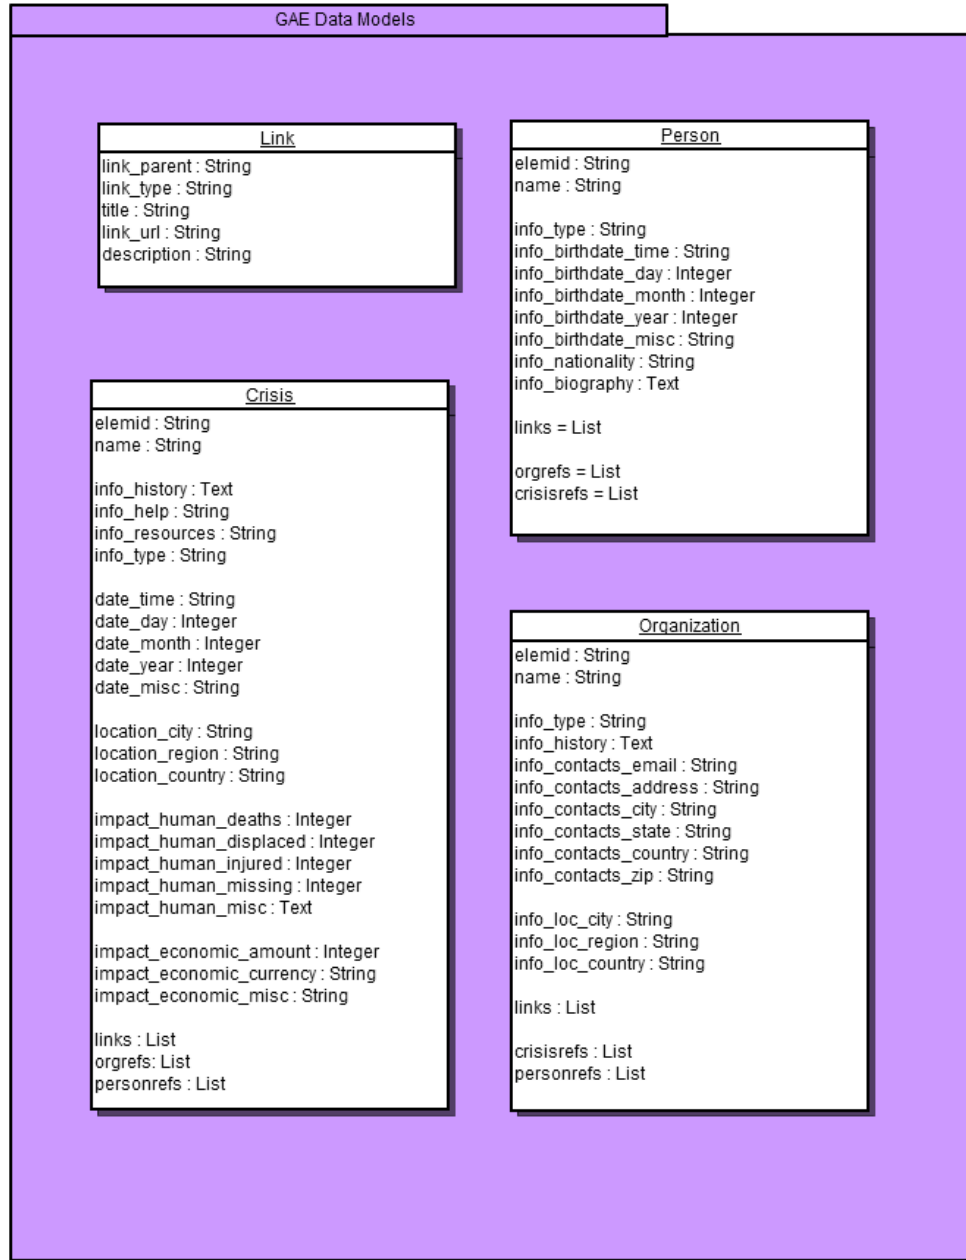 GAE Data Models
Link
link_parent : String
link_type : String
title : String
link_url : String
description : String
Person
elemid : String
name : String
info_type : String
info_birthdate_time : String
info_birthdate_day : Integer
info_birthdate_month : Integer
info_birthdate_year : Integer
info_birthdate_misc : String
info_nationality : String
info_biography : Text
links = List
orgrefs = List
crisisrefs = List
Crisis
elemid : String
name : String
info_history : Text
info_help : String
info_resources : String
info_type : String
date_time : String
date_day : Integer
date_month : Integer
date_year : Integer
date_misc : String
location_city : String
location_region : String
location_country : String
impact_human_deaths : Integer
impact_human_displaced : Integer
impact_human_injured : Integer
impact_human_missing : Integer
impact_human_misc : Text
impact_economic_amount : Integer
impact_economic_currency : String
impact_economic_misc : String
links : List
orgrefs: List
personrefs : List
Organization
elemid : String
name : String
info_type : String
info_history : Text
info_contacts_email : String
info_contacts_address : String
info_contacts_city : String
info_contacts_state : String
info_contacts_country : String
info_contacts_zip : String
info_loc_city : String
info_loc_region : String
info_loc_country : String
links : List
crisisrefs : List
personrefs : List